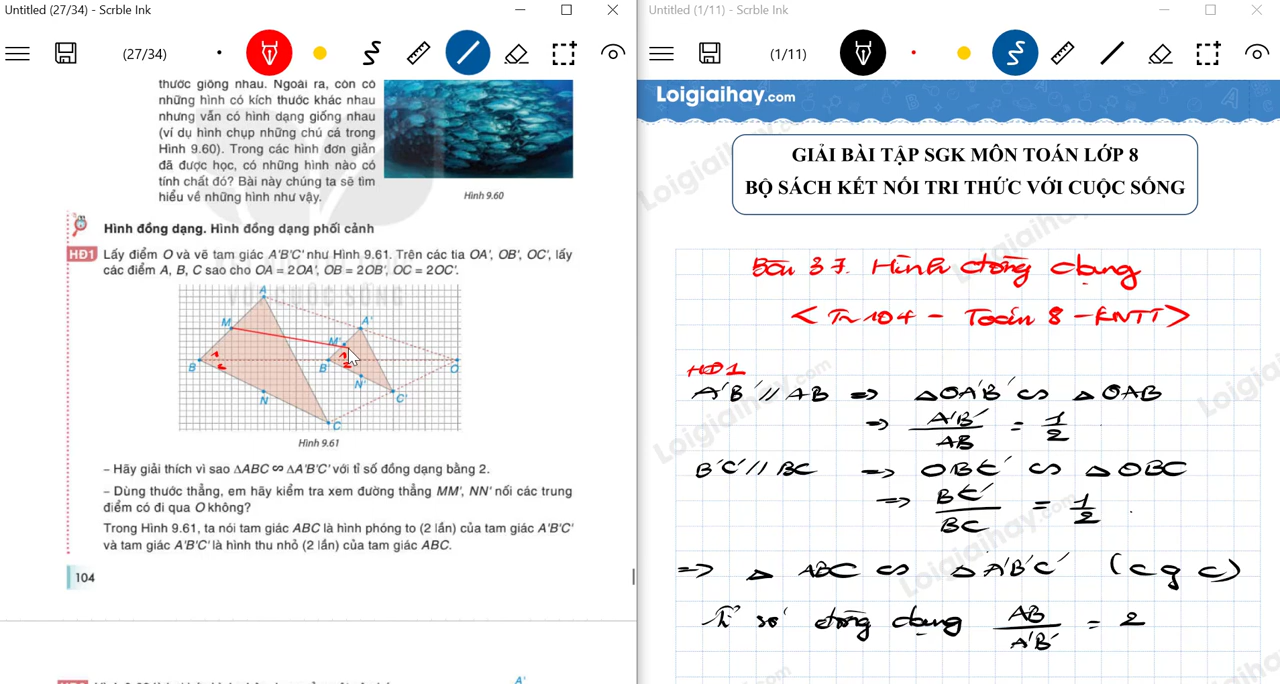 Untitled (27/34) - Scrble Ink
(27/34)
thước giống nhau. Ngoài ra, còn có
những hình có kích thước khác nhau
nhưng vẫn có hình dạng giống nhau
(ví dụ hình chụp những chú cá trong
Hình 9.60). Trong các hình đơn giản
đã được học, có những hình nào có
tính chất đó? Bài này chúng ta sẽ tìm
hiểu về những hình như vậy.
Hình 9.60
Hình đồng dạng. Hình đồng dạng phối cảnh
HĐ1 Lấy điểm O và vẽ tam giác A'B'C' như Hình 9.61. Trên các tia OA', OB', OC', lấy
các điểm A, B, C sao cho OA = 2OA', OB = 2OB', OC = 2OC'.
A
M
A'
M'
1
1
B
2
B'
2
O
N'
N
C'
C
Hình 9.61
– Hãy giải thích vì sao ΔABC ∽ ΔA'B'C' với tỉ số đồng dạng bằng 2.
– Dùng thước thẳng, em hãy kiểm tra xem đường thẳng MM', NN' nối các trung
điểm có đi qua O không?
Trong Hình 9.61, ta nói tam giác ABC là hình phóng to (2 lần) của tam giác A'B'C'
và tam giác A'B'C' là hình thu nhỏ (2 lần) của tam giác ABC.
104
A'
Untitled (1/11) - Scrble Ink
(1/11)
Loigiaihay.com
GIẢI BÀI TẬP SGK MÔN TOÁN LỚP 8
BỘ SÁCH KẾT NỐI TRI THỨC VỚI CUỘC SỐNG
Bài 37. Hình đồng dạng
<Tr 104 - Toán 8 - KNTT>
HĐ1
A'B' // AB => Δ OA'B' ∽ Δ OAB
=> A'B'/AB = 1/2
B'C' // BC => OB'C' ∽ Δ OBC
=> B'C'/BC = 1/2
=> Δ ABC ∽ Δ A'B'C' (c g c)
Tỉ số đồng dạng AB/A'B' = 2